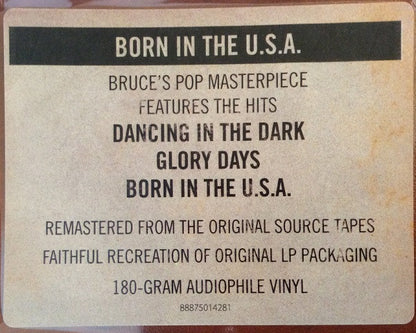 BORN IN THE U.S.A.
BRUCE'S POP MASTERPIECE
FEATURES THE HITS
DANCING IN THE DARK
GLORY DAYS
BORN IN THE U.S.A.
REMASTERED FROM THE ORIGINAL SOURCE TAPES
FAITHFUL RECREATION OF ORIGINAL LP PACKAGING
180-GRAM AUDIOPHILE VINYL
88875014281